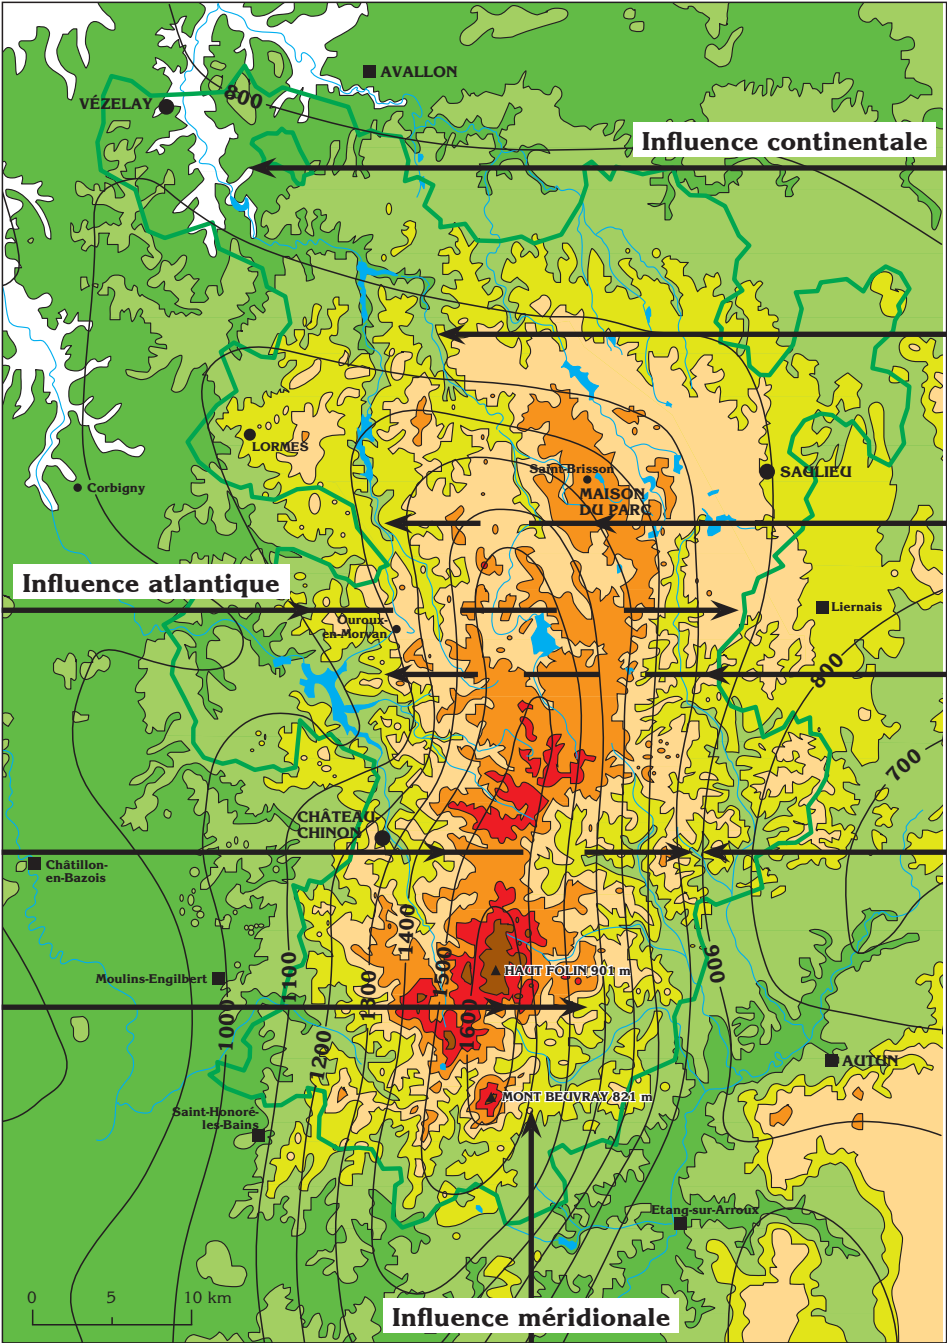 AVALLON
VÉZELAY
800
Influence continentale
LORMES
Saint-Brisson
SAULIEU
Corbigny
MAISON
DU PARC
Influence atlantique
Liernais
Ouroux-
en-Morvan
800
700
CHÂTEAU-
CHINON
Châtillon-
en-Bazois
1400
1500
900
1100
Moulins-Engilbert
HAUT FOLIN 901 m
1300
1000
1600
1200
AUTUN
MONT BEUVRAY 821 m
Saint-Honoré-
les-Bains
Etang-sur-Arroux
0 5 10 km
Influence méridionale